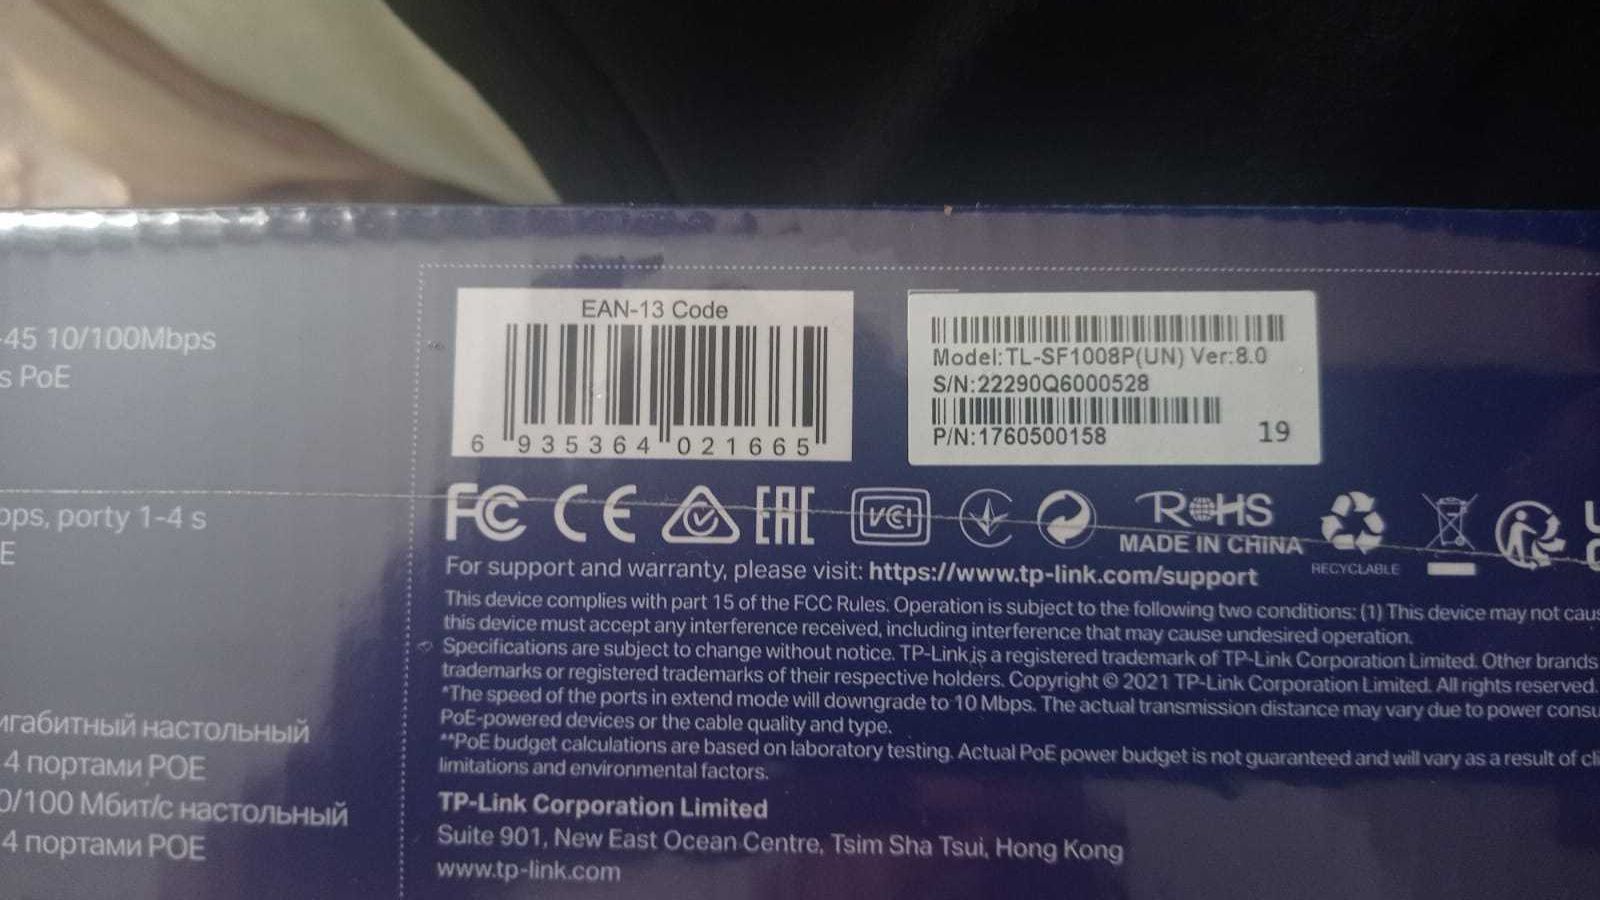 -45 10/100Mbps
s PoE
ops, porty 1-4 s
E
игабитный настольный
4 портами POE
0/100 Мбит/с настольный
4 портами POE
EAN-13 Code
6 935364 021665
Model:TL-SF1008P(UN) Ver:8.0
S/N:22290Q6000528
P/N:1760500158
19
FC CE EAC VCI RoHS
MADE IN CHINA
RECYCLABLE
For support and warranty, please visit: https://www.tp-link.com/support
This device complies with part 15 of the FCC Rules. Operation is subject to the following two conditions: (1) This device may not cau
this device must accept any interference received, including interference that may cause undesired operation.
Specifications are subject to change without notice. TP-Link is a registered trademark of TP-Link Corporation Limited. Other brands
trademarks or registered trademarks of their respective holders. Copyright © 2021 TP-Link Corporation Limited. All rights reserved.
*The speed of the ports in extend mode will downgrade to 10 Mbps. The actual transmission distance may vary due to power consu
PoE-powered devices or the cable quality and type.
**PoE budget calculations are based on laboratory testing. Actual PoE power budget is not guaranteed and will vary as a result of cli
limitations and environmental factors.
TP-Link Corporation Limited
Suite 901, New East Ocean Centre, Tsim Sha Tsui, Hong Kong
www.tp-link.com